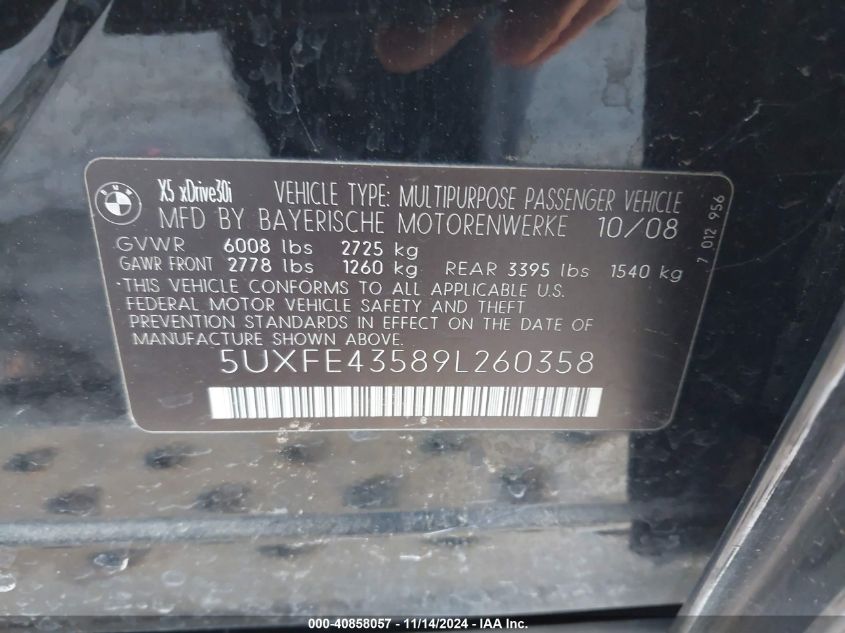 BMW
X5 xDrive30i VEHICLE TYPE: MULTIPURPOSE PASSENGER VEHICLE
MFD BY BAYERISCHE MOTORENWERKE 10/08
GVWR 6008 lbs 2725 kg
GAWR FRONT 2778 lbs 1260 kg REAR 3395 lbs 1540 kg
THIS VEHICLE CONFORMS TO ALL APPLICABLE U.S.
FEDERAL MOTOR VEHICLE SAFETY AND THEFT
PREVENTION STANDARDS IN EFFECT ON THE DATE OF
MANUFACTURE SHOWN ABOVE.
5UXFE43589L260358
7 012 956
000-40858057 - 11/14/2024 - IAA Inc.